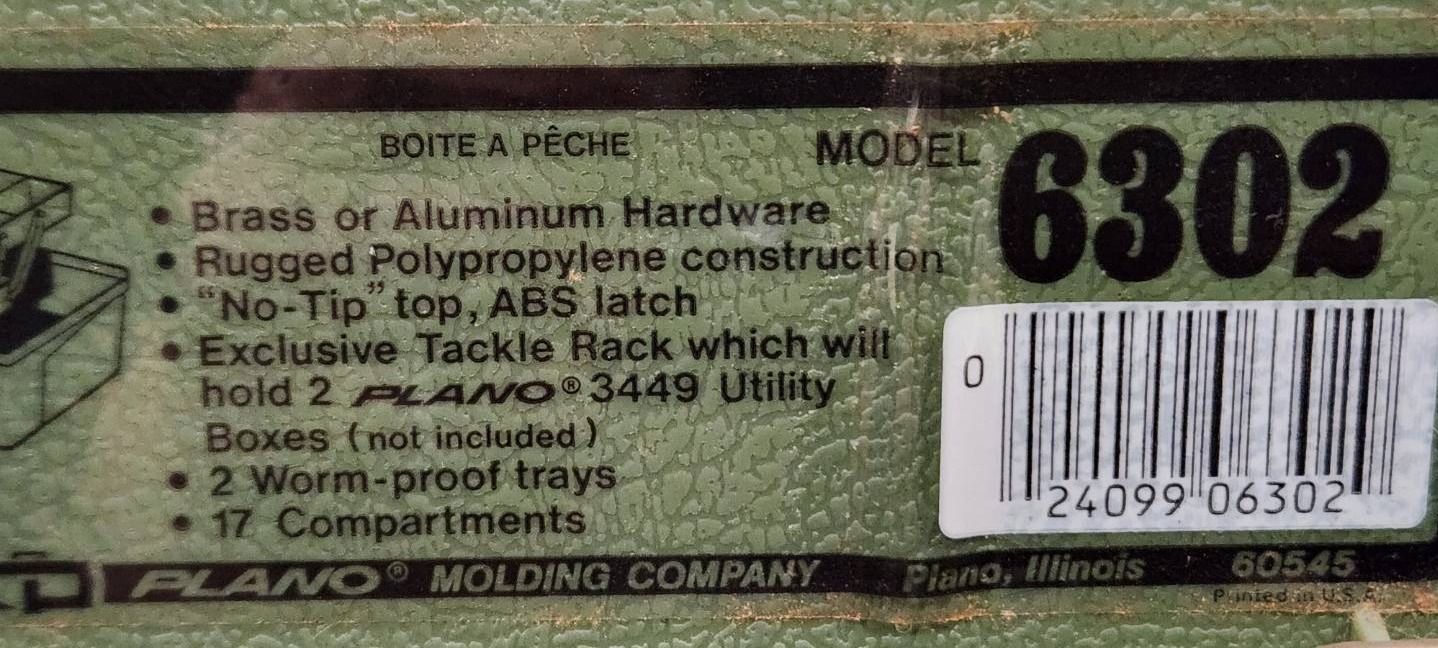 BOITE A PÊCHE
MODEL 6302
• Brass or Aluminum Hardware
• Rugged Polypropylene construction
• “No-Tip” top, ABS latch
• Exclusive Tackle Rack which will
hold 2 PLANO® 3449 Utility
Boxes (not included)
• 2 Worm-proof trays
• 17 Compartments
0
24099 06302
PLANO® MOLDING COMPANY Plano, Illinois 60545
Printed in U.S.A.